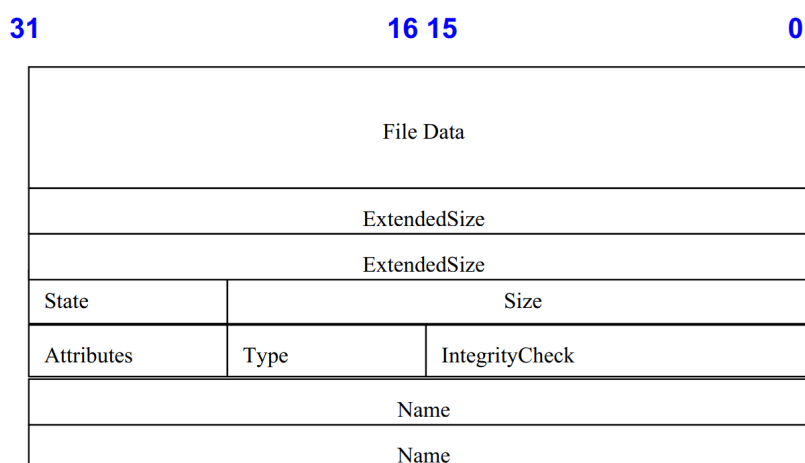 31 16 15 0
File Data
ExtendedSize
ExtendedSize
State Size
Attributes Type IntegrityCheck
Name
Name